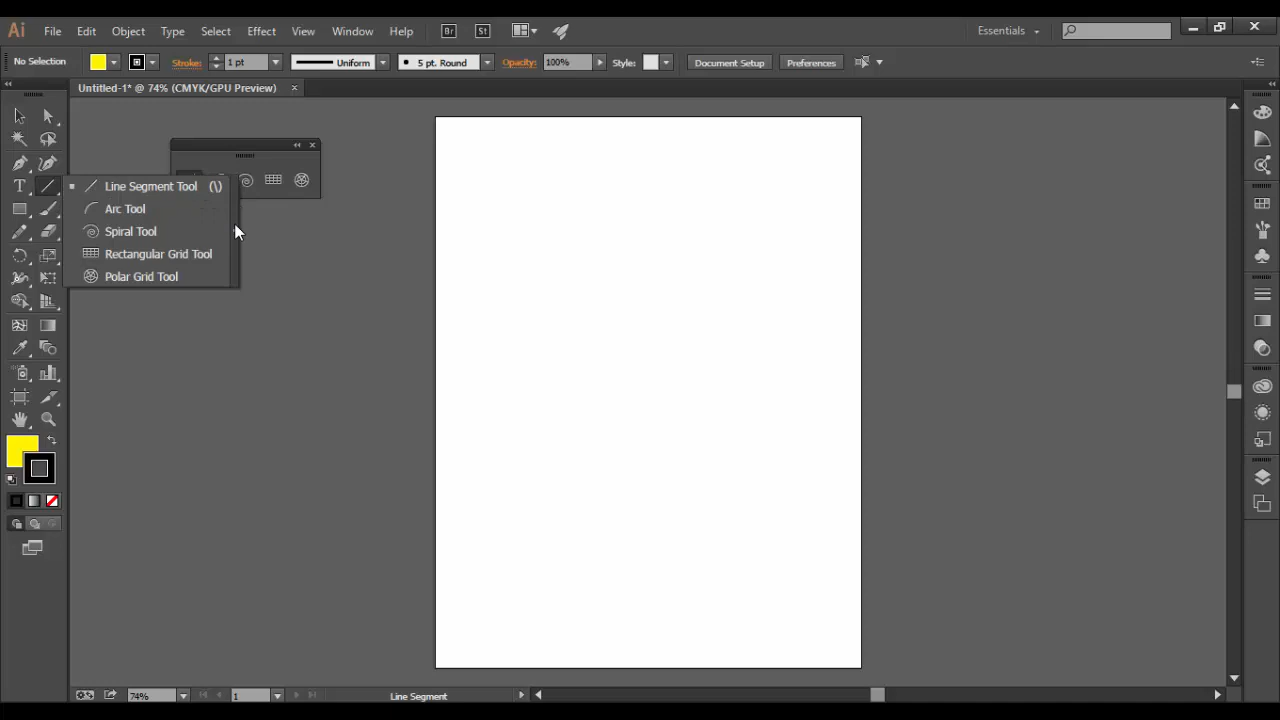 Ai File Edit Object Type Select Effect View Window Help Br St Essentials
No Selection Stroke: 1 pt Uniform 5 pt. Round Opacity: 100% Style: Document Setup Preferences
Untitled-1* @ 74% (CMYK/GPU Preview)
Line Segment Tool (\)
Arc Tool
Spiral Tool
Rectangular Grid Tool
Polar Grid Tool
74% 1 Line Segment